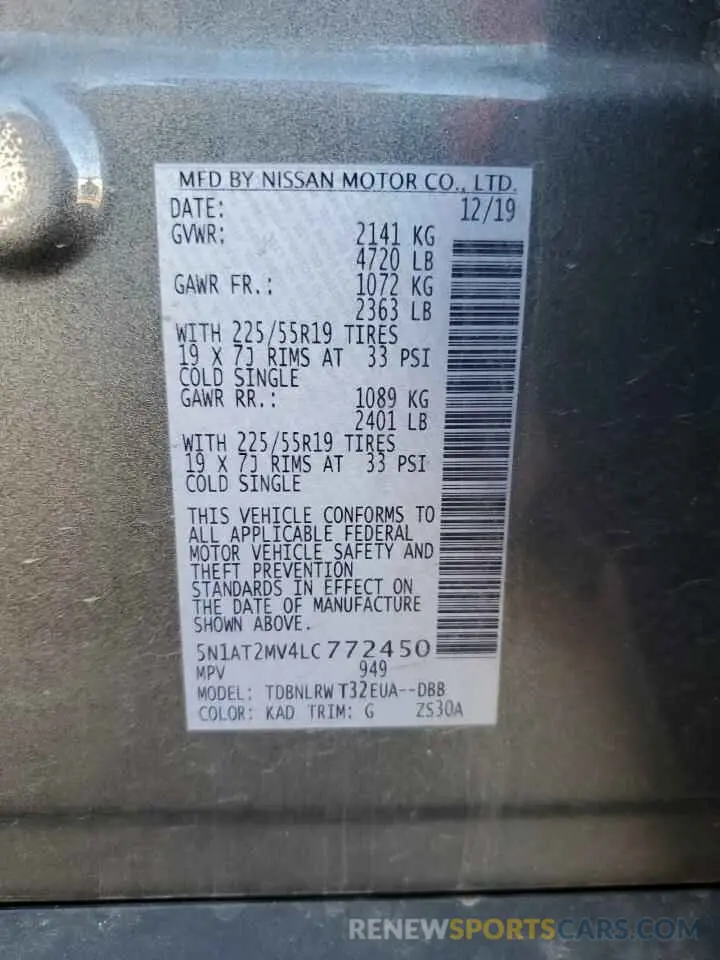 MFD BY NISSAN MOTOR CO., LTD.
DATE: 12/19
GVWR: 2141 KG
4720 LB
GAWR FR.: 1072 KG
2363 LB
WITH 225/55R19 TIRES
19 X 7J RIMS AT 33 PSI
COLD SINGLE
GAWR RR.: 1089 KG
2401 LB
WITH 225/55R19 TIRES
19 X 7J RIMS AT 33 PSI
COLD SINGLE
THIS VEHICLE CONFORMS TO
ALL APPLICABLE FEDERAL
MOTOR VEHICLE SAFETY AND
THEFT PREVENTION
STANDARDS IN EFFECT ON
THE DATE OF MANUFACTURE
SHOWN ABOVE.
5N1AT2MV4LC772450
MPV 949
MODEL: TDBNLRW T32EUA--DBB
COLOR: KAD TRIM: G ZS30A
RENEWSPORTSCARS.COM